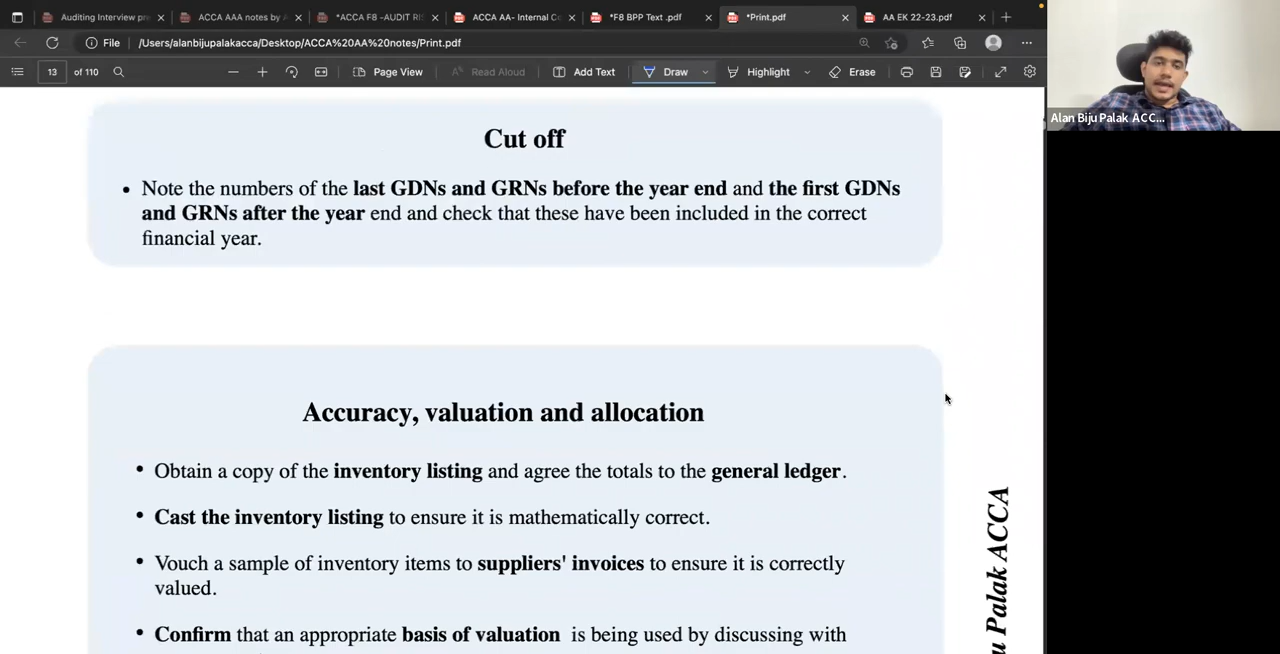 Auditing Interview pre
ACCA AAA notes by A
*ACCA F8 -AUDIT RIS
ACCA AA- Internal Co
*F8 BPP Text .pdf
*Print.pdf
AA EK 22-23.pdf
File
/Users/alanbijupalakacca/Desktop/ACCA%20AA%20notes/Print.pdf
13 of 110
Page View
Read Aloud
Add Text
Draw
Highlight
Erase
Alan Biju Palak ACC...
Cut off
• Note the numbers of the last GDNs and GRNs before the year end and the first GDNs
and GRNs after the year end and check that these have been included in the correct
financial year.
Accuracy, valuation and allocation
• Obtain a copy of the inventory listing and agree the totals to the general ledger.
• Cast the inventory listing to ensure it is mathematically correct.
• Vouch a sample of inventory items to suppliers' invoices to ensure it is correctly
valued.
• Confirm that an appropriate basis of valuation is being used by discussing with
Palak ACCA